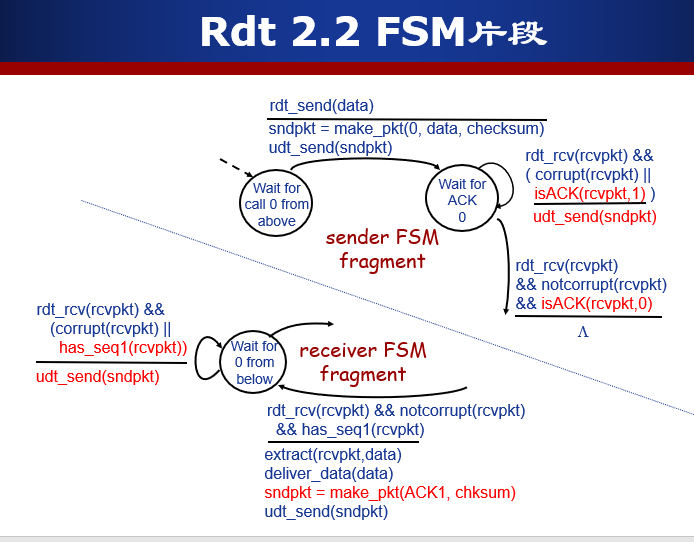 Rdt 2.2 FSM片段
rdt_send(data)
sndpkt = make_pkt(0, data, checksum)
udt_send(sndpkt)
Wait for
call 0 from
above
Wait for
ACK
0
rdt_rcv(rcvpkt) &&
( corrupt(rcvpkt) ||
isACK(rcvpkt,1) )
udt_send(sndpkt)
sender FSM
fragment
rdt_rcv(rcvpkt)
&& notcorrupt(rcvpkt)
&& isACK(rcvpkt,0)
Λ
rdt_rcv(rcvpkt) &&
(corrupt(rcvpkt) ||
has_seq1(rcvpkt))
udt_send(sndpkt)
Wait for
0 from
below
receiver FSM
fragment
rdt_rcv(rcvpkt) && notcorrupt(rcvpkt)
&& has_seq1(rcvpkt)
extract(rcvpkt,data)
deliver_data(data)
sndpkt = make_pkt(ACK1, chksum)
udt_send(sndpkt)